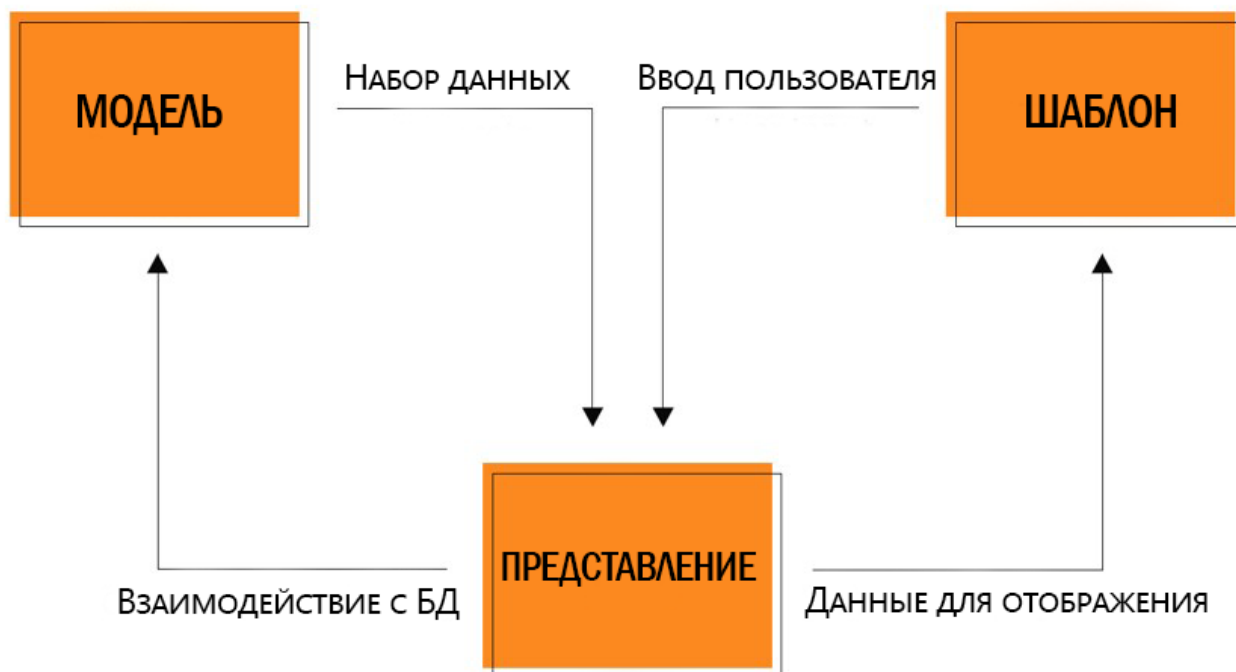 Набор данных
Ввод пользователя
МОДЕЛЬ
ШАБЛОН
ПРЕДСТАВЛЕНИЕ
Взаимодействие с БД
Данные для отображения